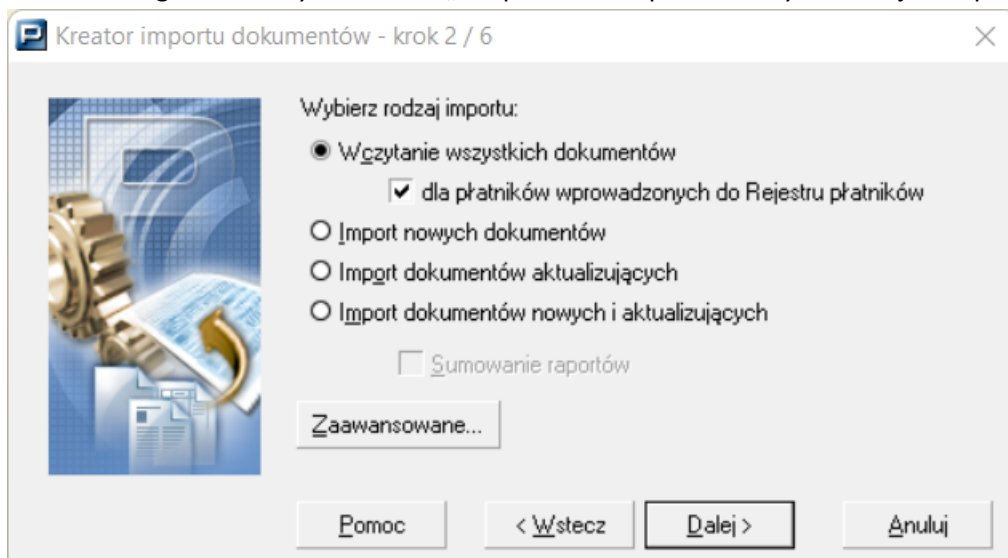 Kreator importu dokumentów - krok 2 / 6
Wybierz rodzaj importu:
Wczytanie wszystkich dokumentów
dla płatników wprowadzonych do Rejestru płatników
Import nowych dokumentów
Import dokumentów aktualizujących
Import dokumentów nowych i aktualizujących
Sumowanie raportów
Zaawansowane...
Pomoc
< Wstecz
Dalej >
Anuluj